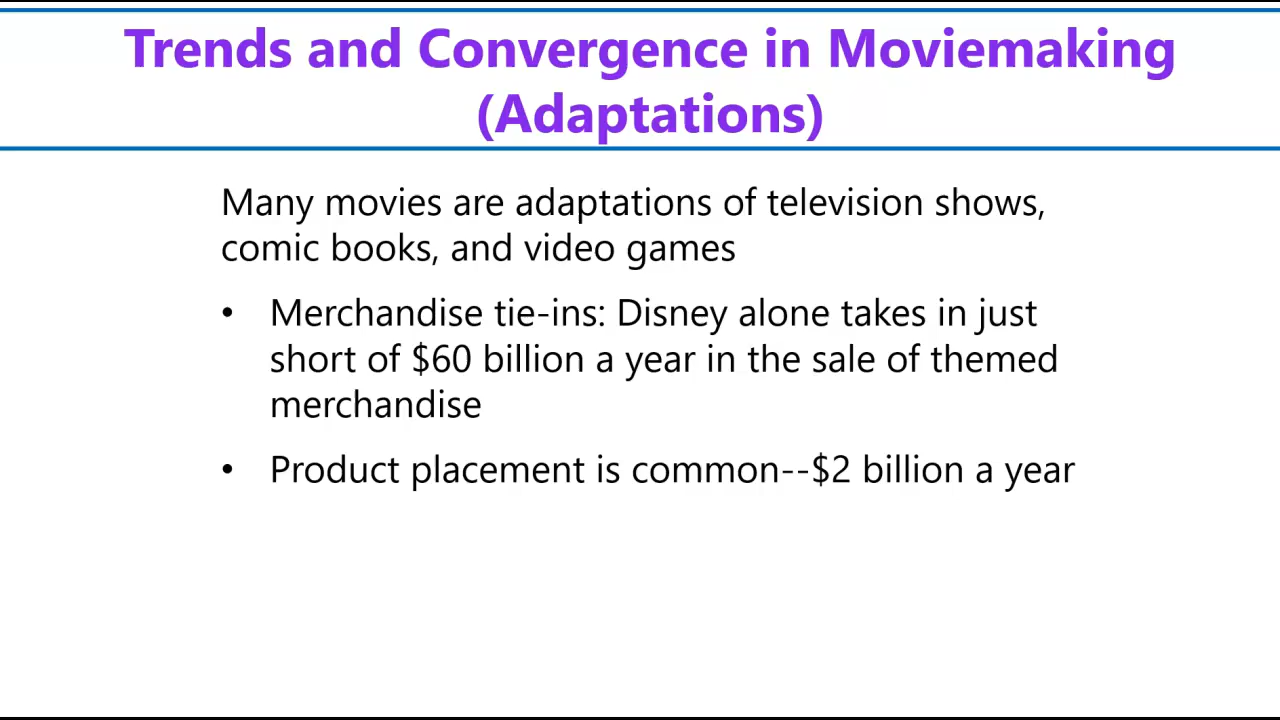 Trends and Convergence in Moviemaking
(Adaptations)
Many movies are adaptations of television shows,
comic books, and video games
• Merchandise tie-ins: Disney alone takes in just
short of $60 billion a year in the sale of themed
merchandise
• Product placement is common--$2 billion a year